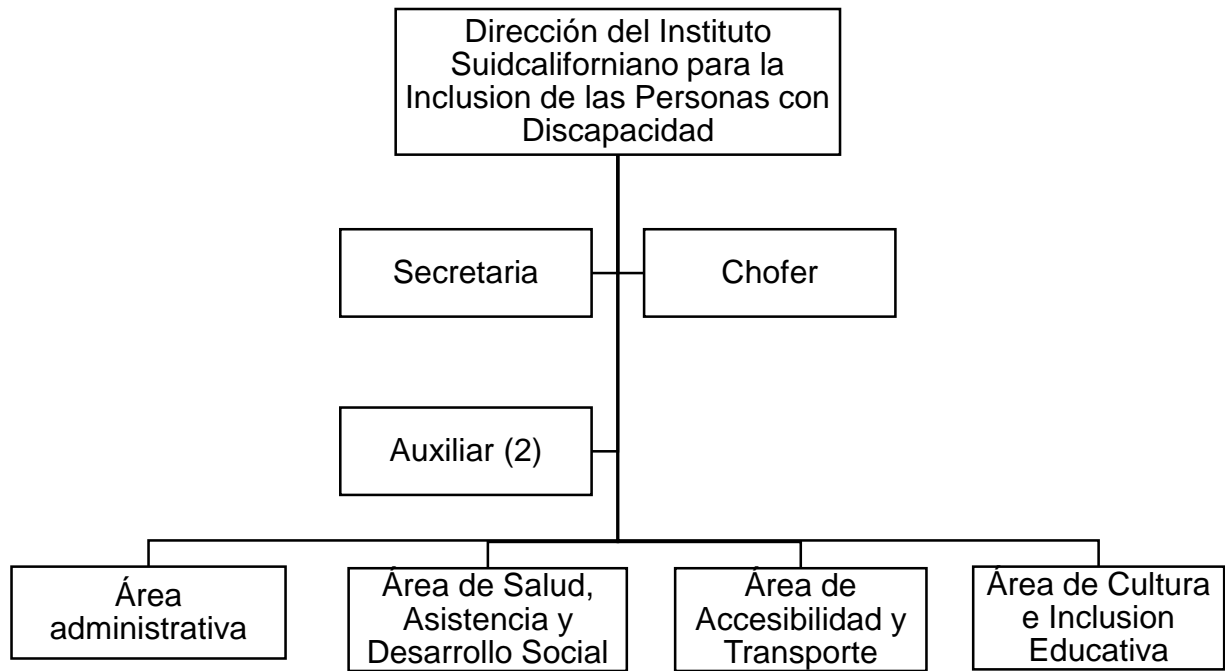 Dirección del Instituto
Suidcaliforniano para la
Inclusion de las Personas con
Discapacidad
Secretaria
Chofer
Auxiliar (2)
Área
administrativa
Área de Salud,
Asistencia y
Desarrollo Social
Área de
Accesibilidad y
Transporte
Área de Cultura
e Inclusion
Educativa